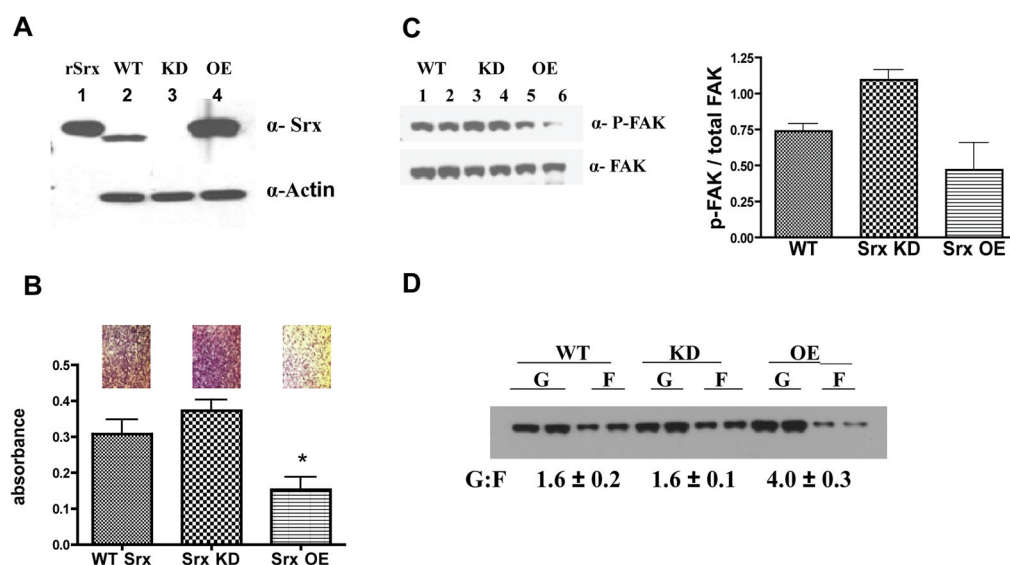 A
rSrx WT KD OE
1 2 3 4
α- Srx
α-Actin
B
absorbance
0.5
0.4
0.3
0.2
0.1
0.0
*
WT Srx Srx KD Srx OE
C
WT KD OE
1 2 3 4 5 6
α- P-FAK
α- FAK
p-FAK / total FAK
1.25
1.00
0.75
0.50
0.25
0.00
WT Srx KD Srx OE
D
WT KD OE
G F G F G F
G:F 1.6 ± 0.2 1.6 ± 0.1 4.0 ± 0.3